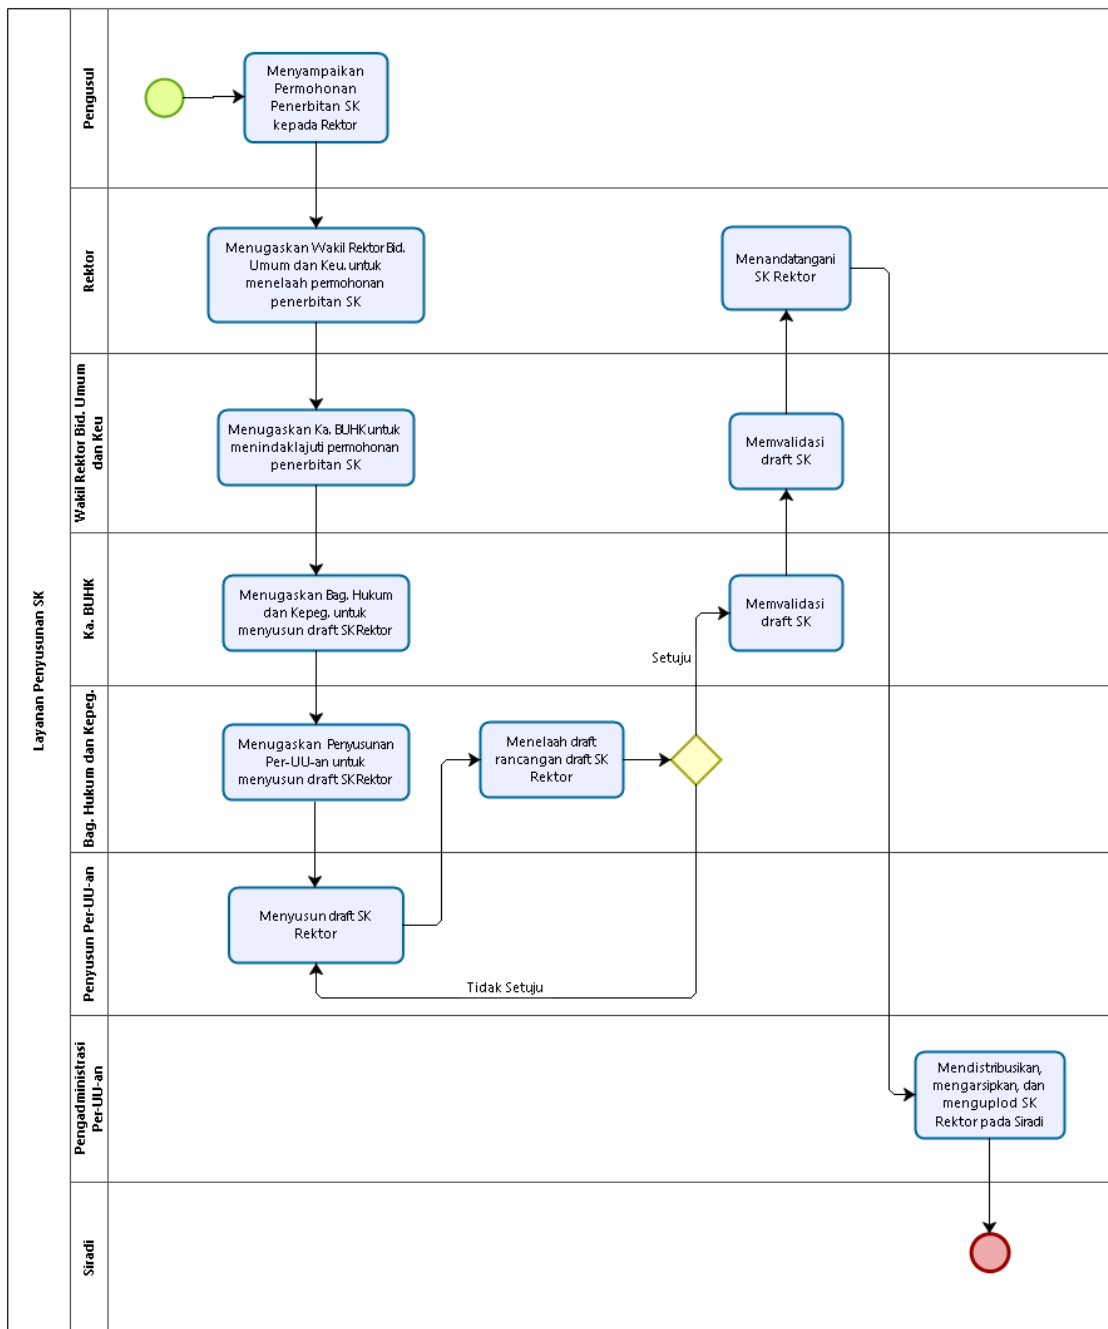 Layanan Penyusunan SK
Pengusul
Menyampaikan
Permohonan
Penerbitan SK
kepada Rektor
Rektor
Menugaskan Wakil Rektor Bid.
Umum dan Keu. untuk
menelaah permohonan
penerbitan SK
Menandatangani
SK Rektor
Wakil Rektor Bid. Umum
dan Keu
Menugaskan Ka. BUHK untuk
menindaklajuti permohonan
penerbitan SK
Memvalidasi
draft SK
Ka. BUHK
Menugaskan Bag. Hukum
dan Kepeg. untuk
menyusun draft SK Rektor
Memvalidasi
draft SK
Setuju
Bag. Hukum dan Kepeg.
Menugaskan Penyusunan
Per-UU-an untuk
menyusun draft SK Rektor
Menelaah draft
rancangan draft SK
Rektor
Penyusun Per-UU-an
Menyusun draft SK
Rektor
Tidak Setuju
Pengadministrasi
Per-UU-an
Mendistribusikan,
mengarsipkan, dan
menguplod SK
Rektor pada Siradi
Siradi